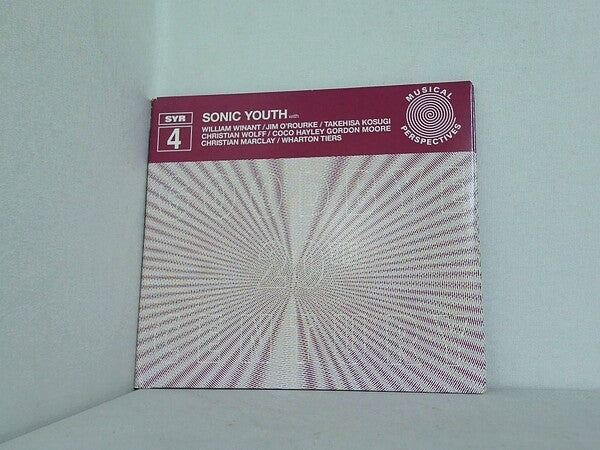 SYR
4
SONIC YOUTH with
WILLIAM WINANT / JIM O'ROURKE / TAKEHISA KOSUGI
CHRISTIAN WOLFF / COCO HAYLEY GORDON MOORE
CHRISTIAN MARCLAY / WHARTON TIERS
MUSICAL
PERSPECTIVES